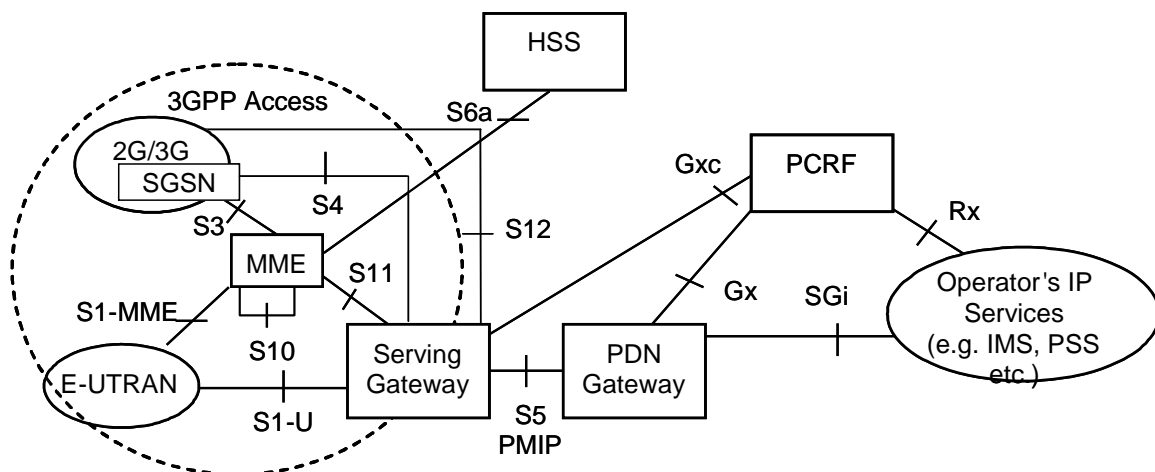 HSS
3GPP Access
S6a
2G/3G
SGSN
Gxc
PCRF
S4
S3
Rx
S12
MME
S11
Operator's IP
Services
(e.g. IMS, PSS
etc.)
Gx
SGi
S1-MME
S10
Serving
Gateway
PDN
Gateway
E-UTRAN
S1-U
S5
PMIP